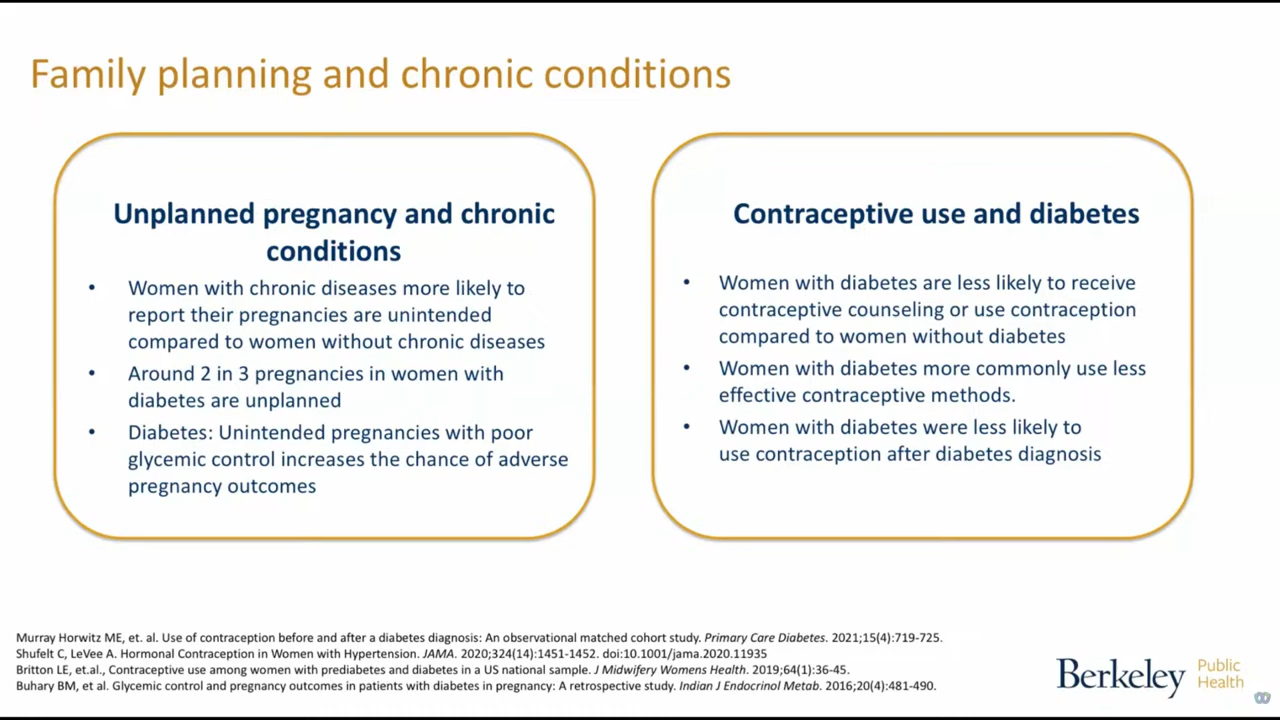 Family planning and chronic conditions
Unplanned pregnancy and chronic
conditions
• Women with chronic diseases more likely to
report their pregnancies are unintended
compared to women without chronic diseases
• Around 2 in 3 pregnancies in women with
diabetes are unplanned
• Diabetes: Unintended pregnancies with poor
glycemic control increases the chance of adverse
pregnancy outcomes
Contraceptive use and diabetes
• Women with diabetes are less likely to receive
contraceptive counseling or use contraception
compared to women without diabetes
• Women with diabetes more commonly use less
effective contraceptive methods.
• Women with diabetes were less likely to
use contraception after diabetes diagnosis
Murray Horwitz ME, et. al. Use of contraception before and after a diabetes diagnosis: An observational matched cohort study. Primary Care Diabetes. 2021;15(4):719-725.
Shufelt C, LeVee A. Hormonal Contraception in Women with Hypertension. JAMA. 2020;324(14):1451-1452. doi:10.1001/jama.2020.11935
Britton LE, et.al., Contraceptive use among women with prediabetes and diabetes in a US national sample. J Midwifery Womens Health. 2019;64(1):36-45.
Buhary BM, et al. Glycemic control and pregnancy outcomes in patients with diabetes in pregnancy: A retrospective study. Indian J Endocrinol Metab. 2016;20(4):481-490.
Berkeley Public
Health